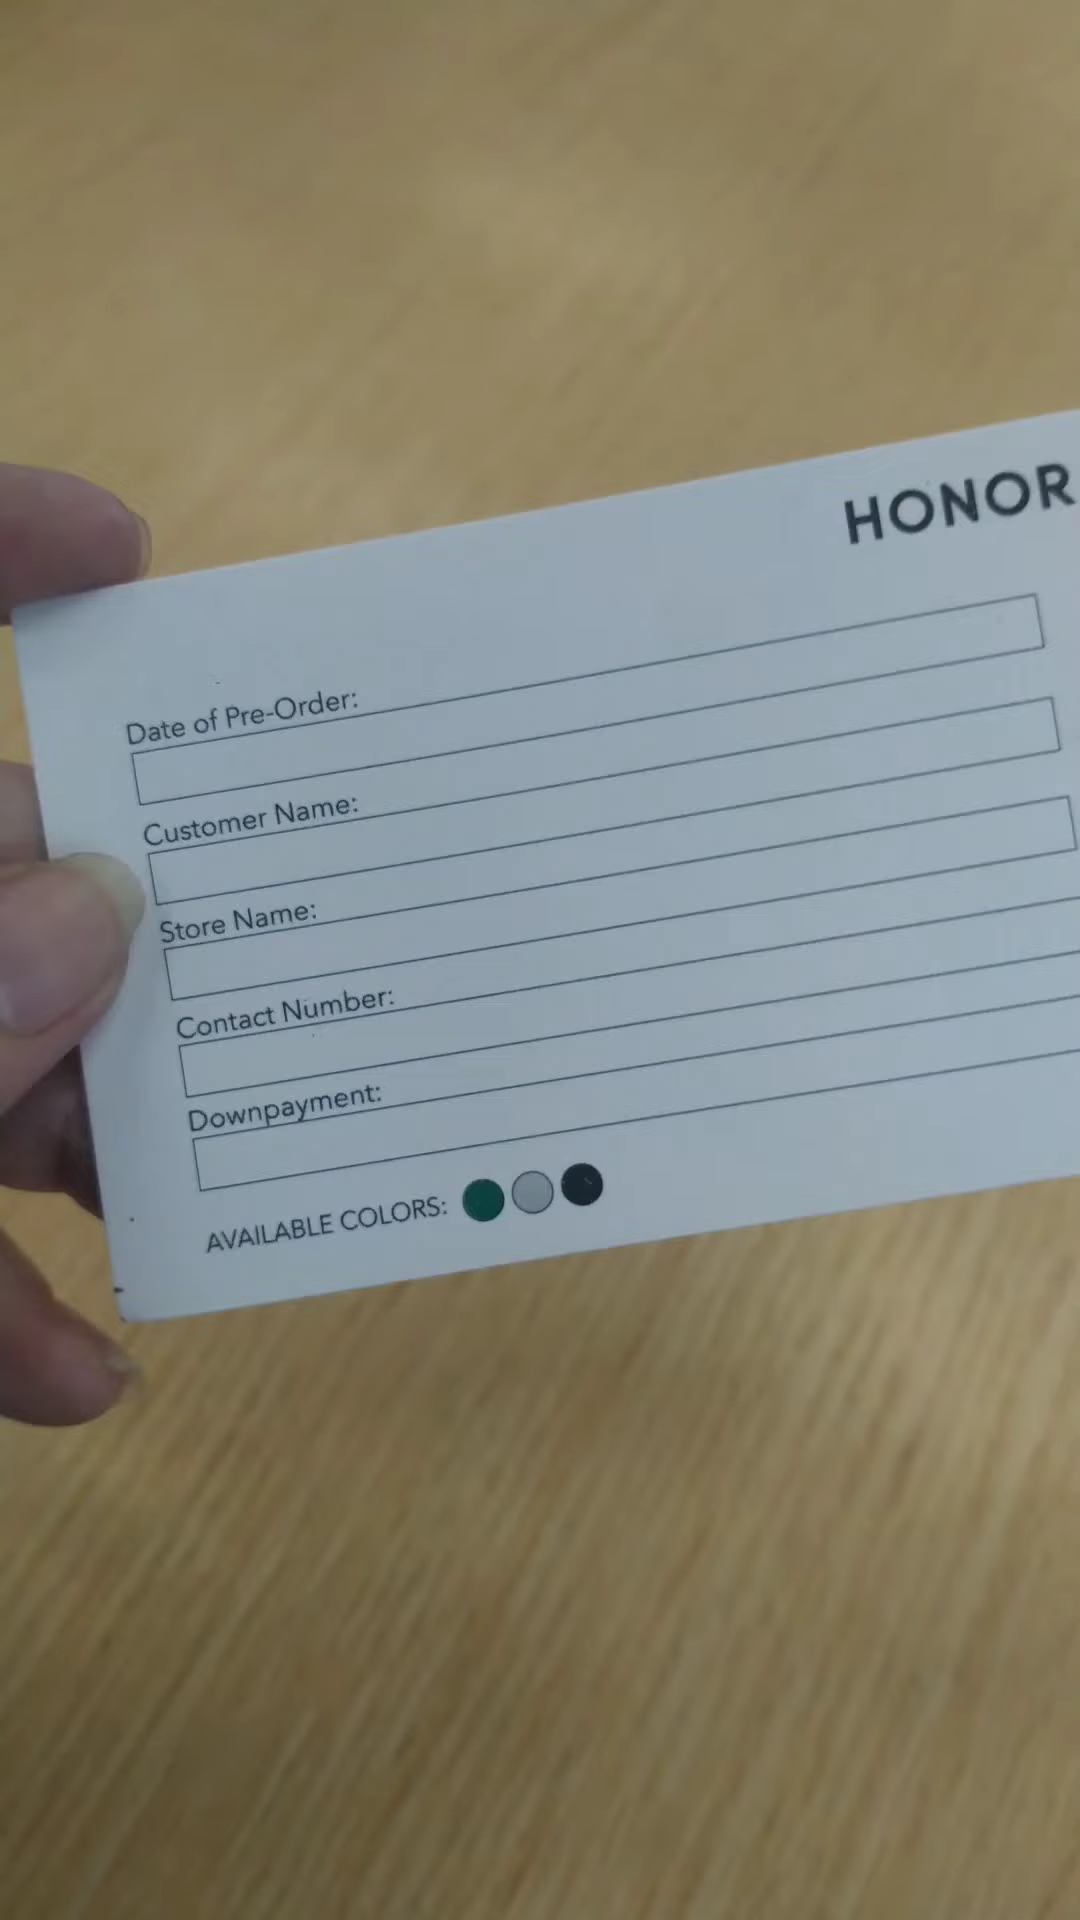 HONOR
Date of Pre-Order:
Customer Name:
Store Name:
Contact Number:
Downpayment:
AVAILABLE COLORS: